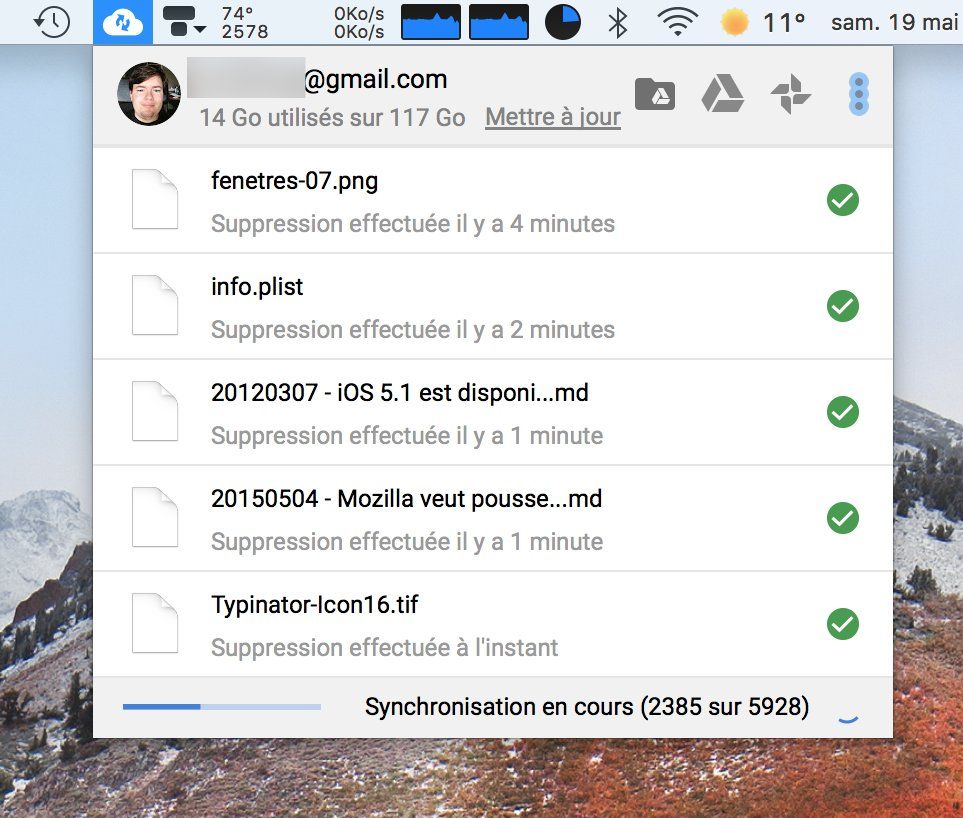 74°
2578
0Ko/s
0Ko/s
11°
sam. 19 mai
@gmail.com
14 Go utilisés sur 117 Go
Mettre à jour
fenetres-07.png
Suppression effectuée il y a 4 minutes
info.plist
Suppression effectuée il y a 2 minutes
20120307 - iOS 5.1 est disponi...md
Suppression effectuée il y a 1 minute
20150504 - Mozilla veut pousse...md
Suppression effectuée il y a 1 minute
Typinator-Icon16.tif
Suppression effectuée à l'instant
Synchronisation en cours (2385 sur 5928)